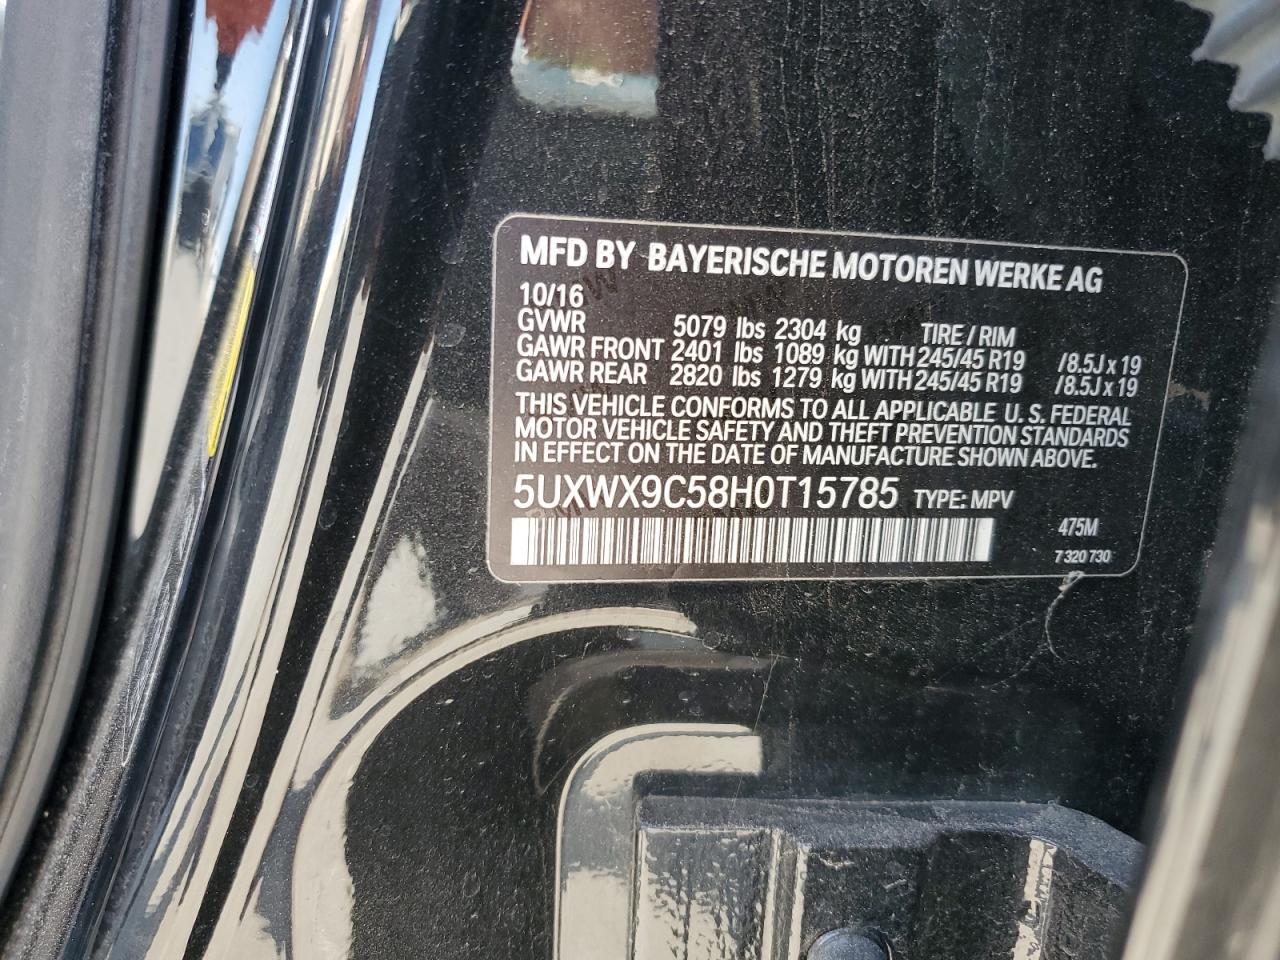 MFD BY BAYERISCHE MOTOREN WERKE AG
10/16
GVWR 5079 lbs 2304 kg TIRE / RIM
GAWR FRONT 2401 lbs 1089 kg WITH 245/45 R19 /8.5J x 19
GAWR REAR 2820 lbs 1279 kg WITH 245/45 R19 /8.5J x 19
THIS VEHICLE CONFORMS TO ALL APPLICABLE U.S. FEDERAL
MOTOR VEHICLE SAFETY AND THEFT PREVENTION STANDARDS
IN EFFECT ON THE DATE OF MANUFACTURE SHOWN ABOVE.
5UXWX9C58H0T15785 TYPE: MPV
475M
7 320 730